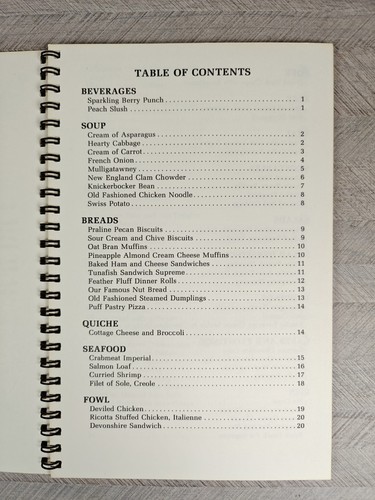 TABLE OF CONTENTS
BEVERAGES
Sparkling Berry Punch . . . . . . . . . . . . . . . . . . . . . . . . . . . . . . 1
Peach Slush . . . . . . . . . . . . . . . . . . . . . . . . . . . . . . 1
SOUP
Cream of Asparagus . . . . . . . . . . . . . . . . . . . . . . . . . . . . . . 2
Hearty Cabbage . . . . . . . . . . . . . . . . . . . . . . . . . . . . . . 2
Cream of Carrot . . . . . . . . . . . . . . . . . . . . . . . . . . . . . . 3
French Onion . . . . . . . . . . . . . . . . . . . . . . . . . . . . . . 4
Mulligatawney . . . . . . . . . . . . . . . . . . . . . . . . . . . . . . 5
New England Clam Chowder . . . . . . . . . . . . . . . . . . . . . . . . . 6
Knickerbocker Bean . . . . . . . . . . . . . . . . . . . . . . . . . . . . . . 7
Old Fashioned Chicken Noodle . . . . . . . . . . . . . . . . . . . . . . . . . 8
Swiss Potato . . . . . . . . . . . . . . . . . . . . . . . . . . . . . . 8
BREADS
Praline Pecan Biscuits . . . . . . . . . . . . . . . . . . . . . . . . . . . . . . 9
Sour Cream and Chive Biscuits . . . . . . . . . . . . . . . . . . . . . . . . . 9
Oat Bran Muffins . . . . . . . . . . . . . . . . . . . . . . . . . . . . . . 10
Pineapple Almond Cream Cheese Muffins . . . . . . . . . . . . . . . . 10
Baked Ham and Cheese Sandwiches . . . . . . . . . . . . . . . . . . . . 11
Tunafish Sandwich Supreme . . . . . . . . . . . . . . . . . . . . . . . . . 11
Feather Fluff Dinner Rolls . . . . . . . . . . . . . . . . . . . . . . . . . 12
Our Famous Nut Bread . . . . . . . . . . . . . . . . . . . . . . . . . 13
Old Fashioned Steamed Dumplings . . . . . . . . . . . . . . . . . . . . 13
Puff Pastry Pizza . . . . . . . . . . . . . . . . . . . . . . . . . . . . . . 14
QUICHE
Cottage Cheese and Broccoli . . . . . . . . . . . . . . . . . . . . . . . . . 14
SEAFOOD
Crabmeat Imperial . . . . . . . . . . . . . . . . . . . . . . . . . . . . . . 15
Salmon Loaf . . . . . . . . . . . . . . . . . . . . . . . . . . . . . . 16
Curried Shrimp . . . . . . . . . . . . . . . . . . . . . . . . . . . . . . 17
Filet of Sole, Creole . . . . . . . . . . . . . . . . . . . . . . . . . . . . . . 18
FOWL
Deviled Chicken . . . . . . . . . . . . . . . . . . . . . . . . . . . . . . 19
Ricotta Stuffed Chicken, Italienne . . . . . . . . . . . . . . . . . . . . 20
Devonshire Sandwich . . . . . . . . . . . . . . . . . . . . . . . . . . . . . . 20